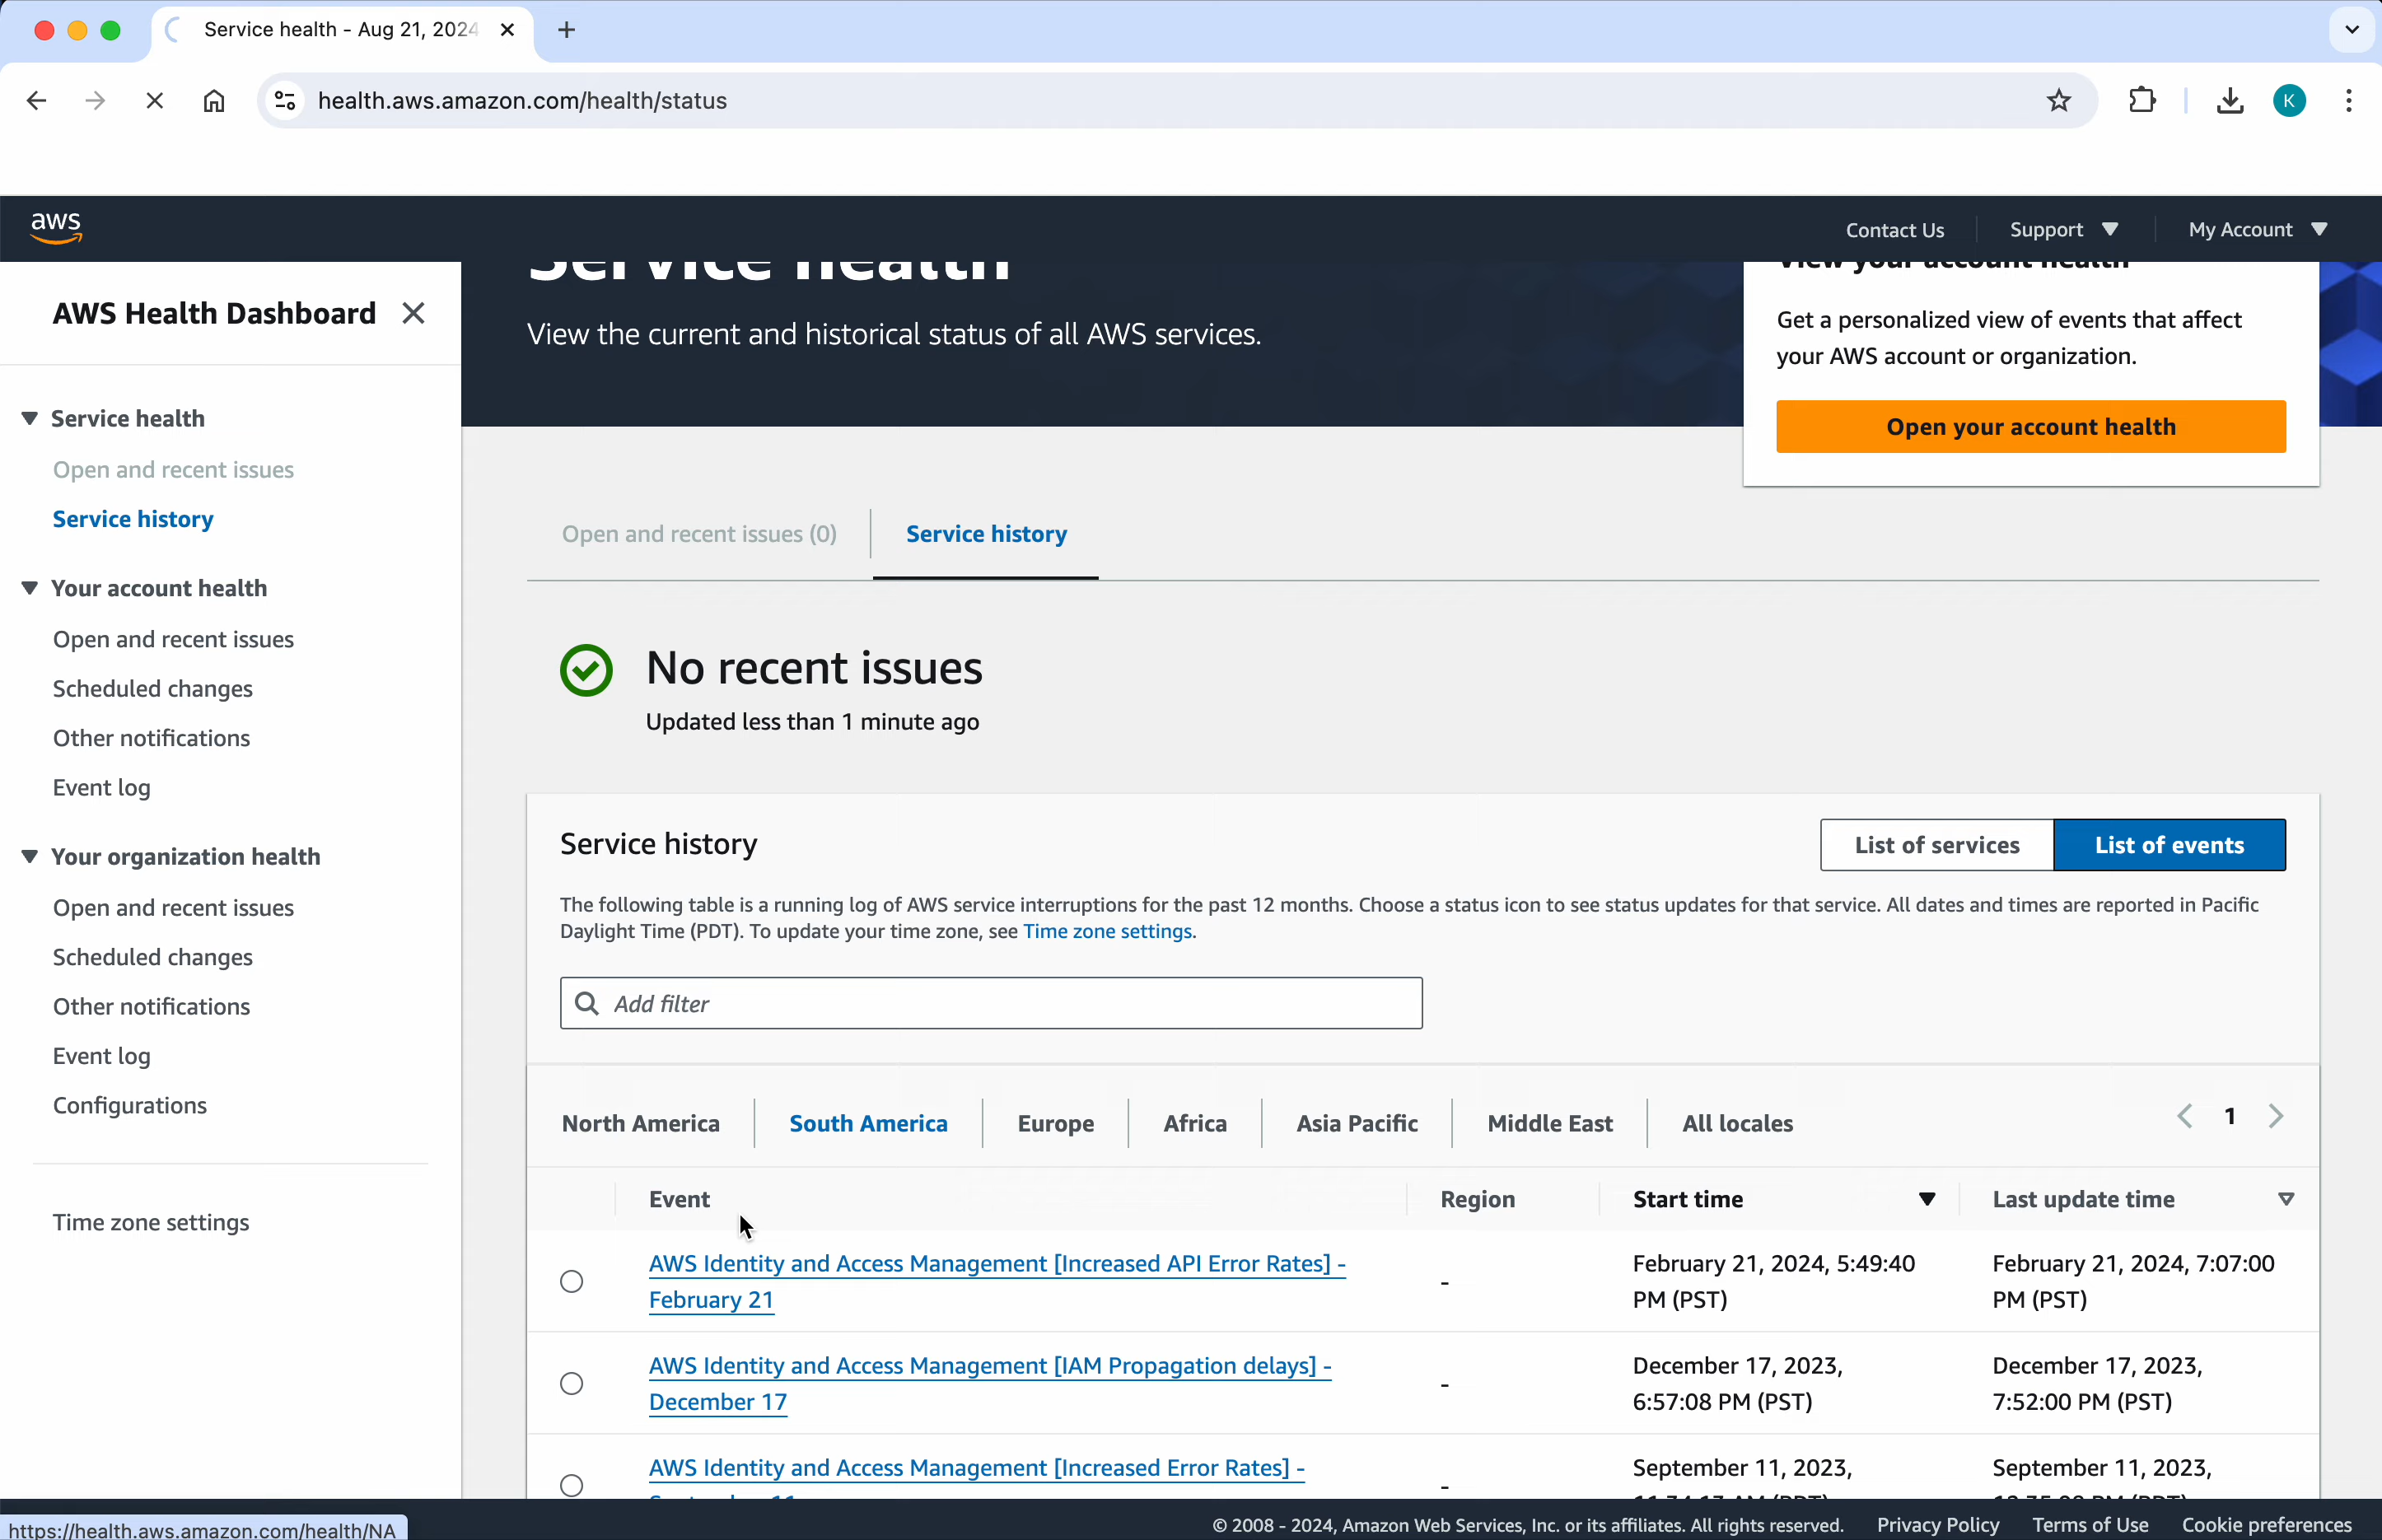 Service health - Aug 21, 2024
health.aws.amazon.com/health/status
K
aws
Contact Us
Support
My Account
AWS Health Dashboard
Service health
Open and recent issues
Service history
Your account health
Open and recent issues
Scheduled changes
Other notifications
Event log
Your organization health
Open and recent issues
Scheduled changes
Other notifications
Event log
Configurations
Time zone settings
Service health
View the current and historical status of all AWS services.
View your account health
Get a personalized view of events that affect
your AWS account or organization.
Open your account health
Open and recent issues (0)
Service history
No recent issues
Updated less than 1 minute ago
Service history
List of services
List of events
The following table is a running log of AWS service interruptions for the past 12 months. Choose a status icon to see status updates for that service. All dates and times are reported in Pacific
Daylight Time (PDT). To update your time zone, see Time zone settings.
Add filter
North America
South America
Europe
Africa
Asia Pacific
Middle East
All locales
1
Event
Region
Start time
Last update time
AWS Identity and Access Management [Increased API Error Rates] -
February 21
-
February 21, 2024, 5:49:40
PM (PST)
February 21, 2024, 7:07:00
PM (PST)
AWS Identity and Access Management [IAM Propagation delays] -
December 17
-
December 17, 2023,
6:57:08 PM (PST)
December 17, 2023,
7:52:00 PM (PST)
AWS Identity and Access Management [Increased Error Rates] -
-
September 11, 2023,
September 11, 2023,
https://health.aws.amazon.com/health/NA
© 2008 - 2024, Amazon Web Services, Inc. or its affiliates. All rights reserved.
Privacy Policy
Terms of Use
Cookie preferences